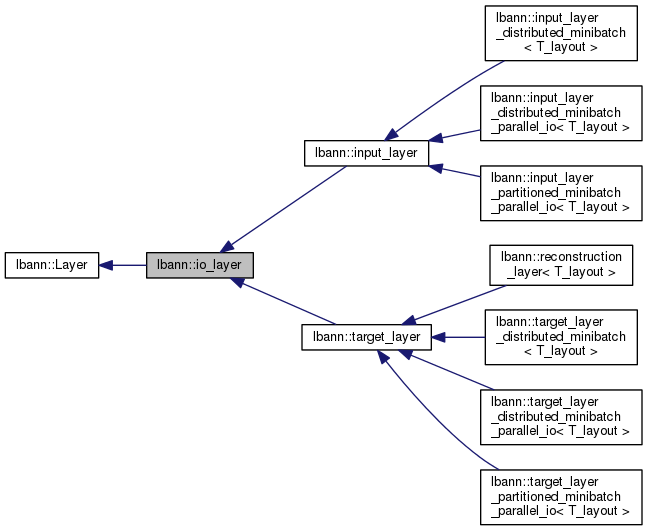 lbann::input_layer
_distributed_minibatch
< T_layout >
lbann::input_layer
_distributed_minibatch
_parallel_io< T_layout >
lbann::input_layer
lbann::input_layer
_partitioned_minibatch
_parallel_io< T_layout >
lbann::Layer
lbann::io_layer
lbann::reconstruction
_layer< T_layout >
lbann::target_layer
lbann::target_layer
_distributed_minibatch
< T_layout >
lbann::target_layer
_distributed_minibatch
_parallel_io< T_layout >
lbann::target_layer
_partitioned_minibatch
_parallel_io< T_layout >